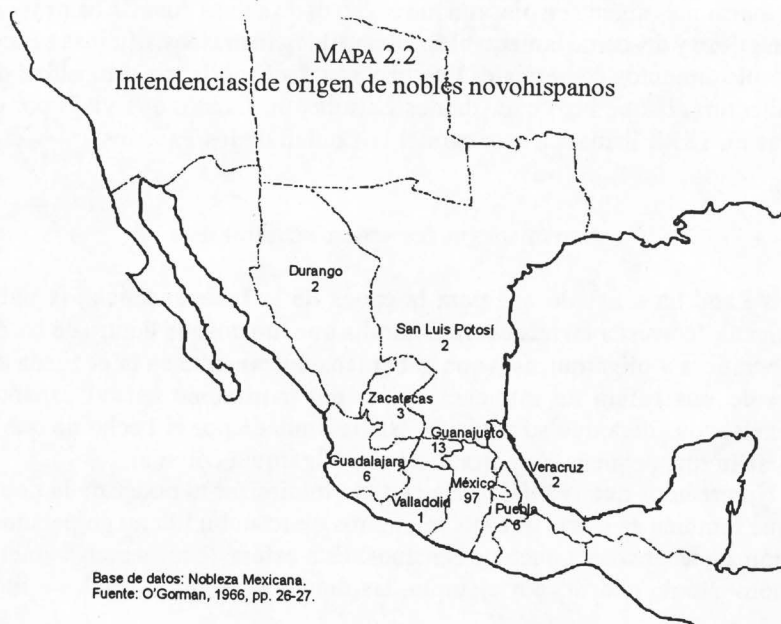 MAPA 2.2
Intendencias de origen de nobles novohispanos
Durango
2
San Luis Potosí
2
Zacatecas
3
Guanajuato
13
Guadalajara
6
México
97
Veracruz
2
Valladolid
1
Puebla
6
Base de datos: Nobleza Mexicana.
Fuente: O'Gorman, 1966, pp. 26-27.